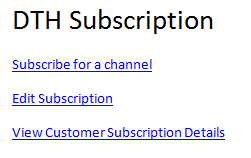 DTH Subscription
Subscribe for a channel
Edit Subscription
View Customer Subscription Details